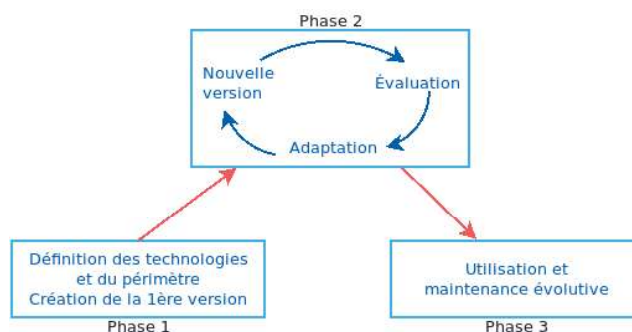 Phase 2
Nouvelle
version
Évaluation
Adaptation
Définition des technologies
et du périmètre
Création de la 1ère version
Phase 1
Utilisation et
maintenance évolutive
Phase 3